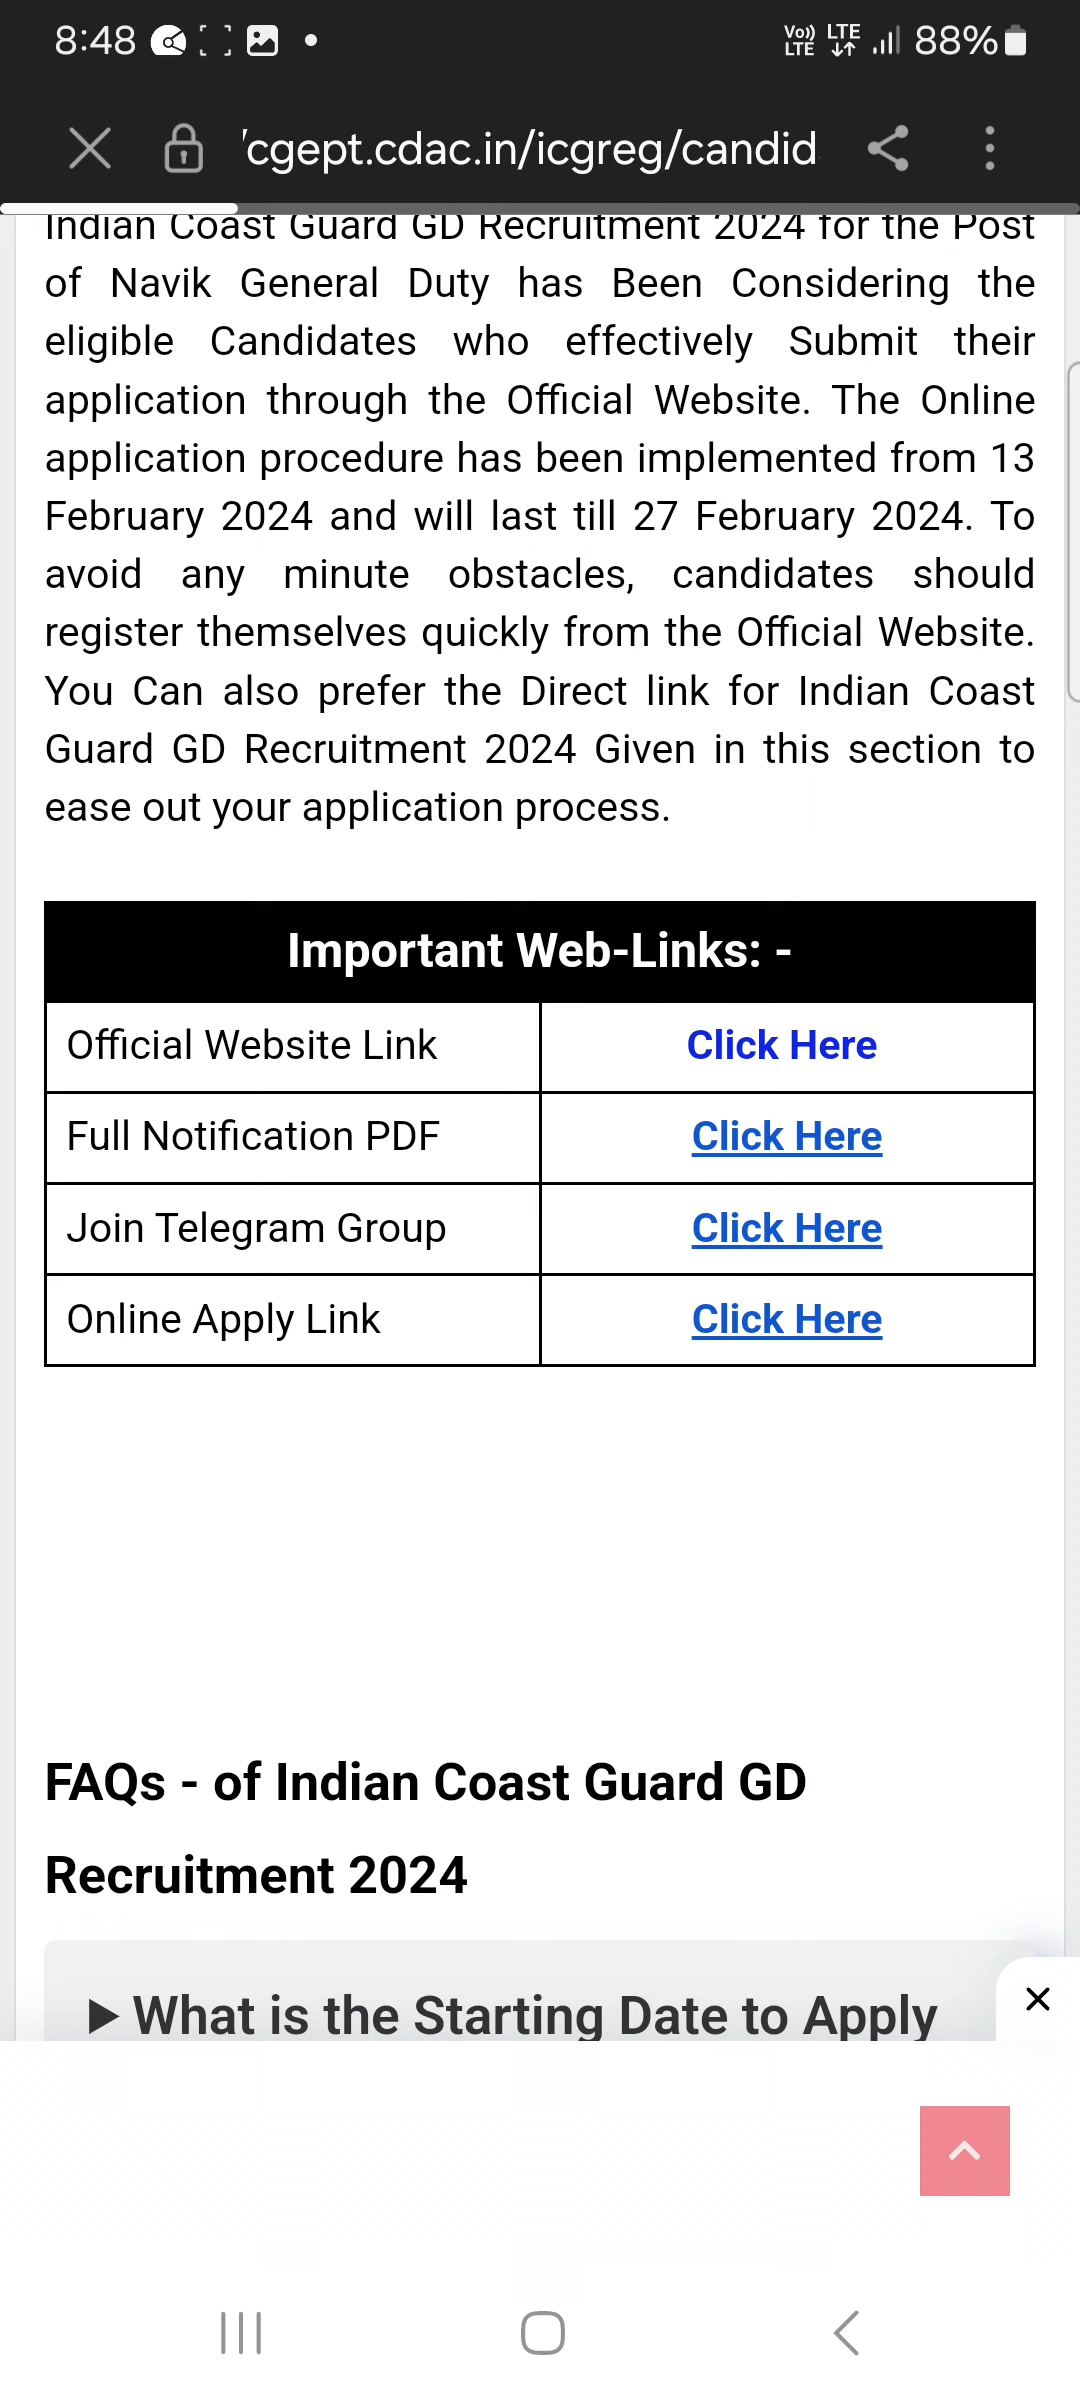 8:48
Vo)) LTE LTE 88%
/cgept.cdac.in/icgreg/candid
Indian Coast Guard GD Recruitment 2024 for the Post
of Navik General Duty has Been Considering the
eligible Candidates who effectively Submit their
application through the Official Website. The Online
application procedure has been implemented from 13
February 2024 and will last till 27 February 2024. To
avoid any minute obstacles, candidates should
register themselves quickly from the Official Website.
You Can also prefer the Direct link for Indian Coast
Guard GD Recruitment 2024 Given in this section to
ease out your application process.
Important Web-Links: -
Official Website Link Click Here
Full Notification PDF Click Here
Join Telegram Group Click Here
Online Apply Link Click Here
FAQs - of Indian Coast Guard GD
Recruitment 2024
What is the Starting Date to Apply